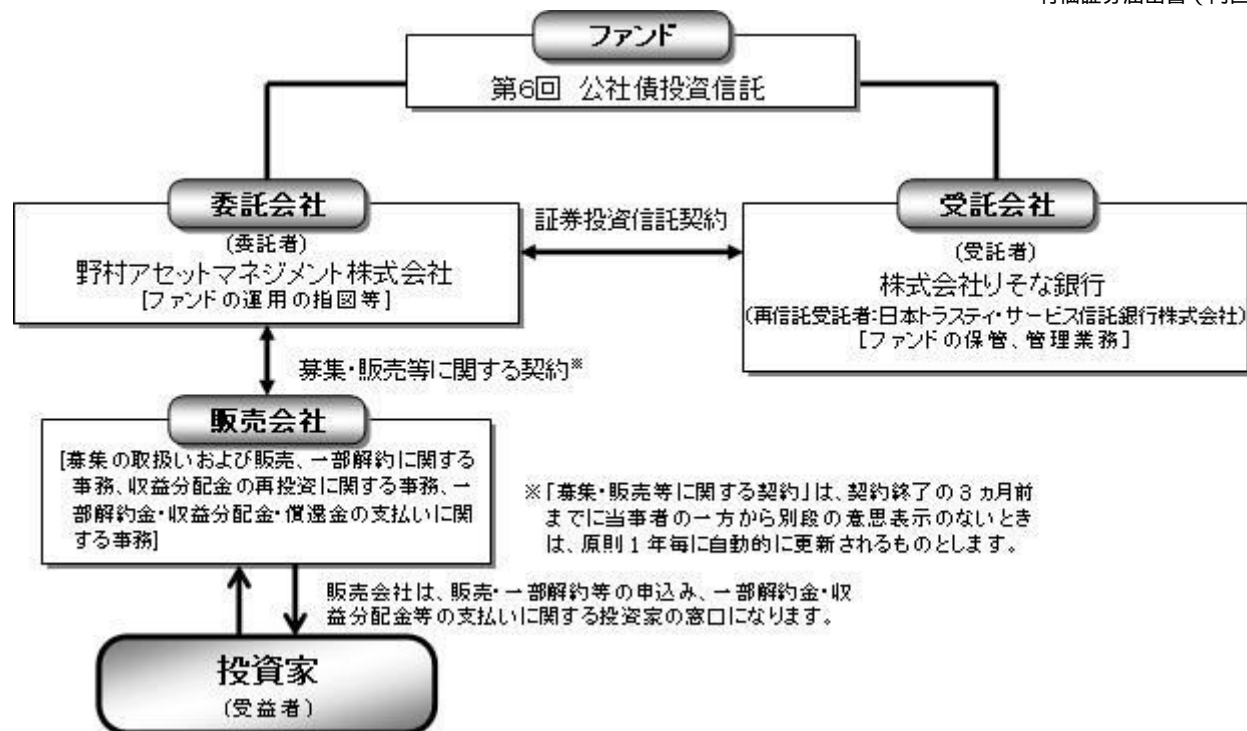 ファンド
第6回 公社債投資信託
委託会社
(委託者)
野村アセットマネジメント株式会社
[ファンドの運用の指図等]
証券投資信託契約
受託会社
(受託者)
株式会社りそな銀行
(再信託受託者:日本トラスティ・サービス信託銀行株式会社)
[ファンドの保管、管理業務]
募集・販売等に関する契約※
販売会社
[募集の取扱いおよび販売、一部解約に関する
事務、収益分配金の再投資に関する事務、一
部解約金・収益分配金・償還金の支払いに関
する事務]
※「募集・販売等に関する契約」は、契約終了の3ヵ月前
までに当事者の一方から別段の意思表示のないとき
は、原則1年毎に自動的に更新されるものとします。
販売会社は、販売・一部解約等の申込み、一部解約金・収
益分配金等の支払いに関する投資家の窓口になります。
投資家
(受益者)